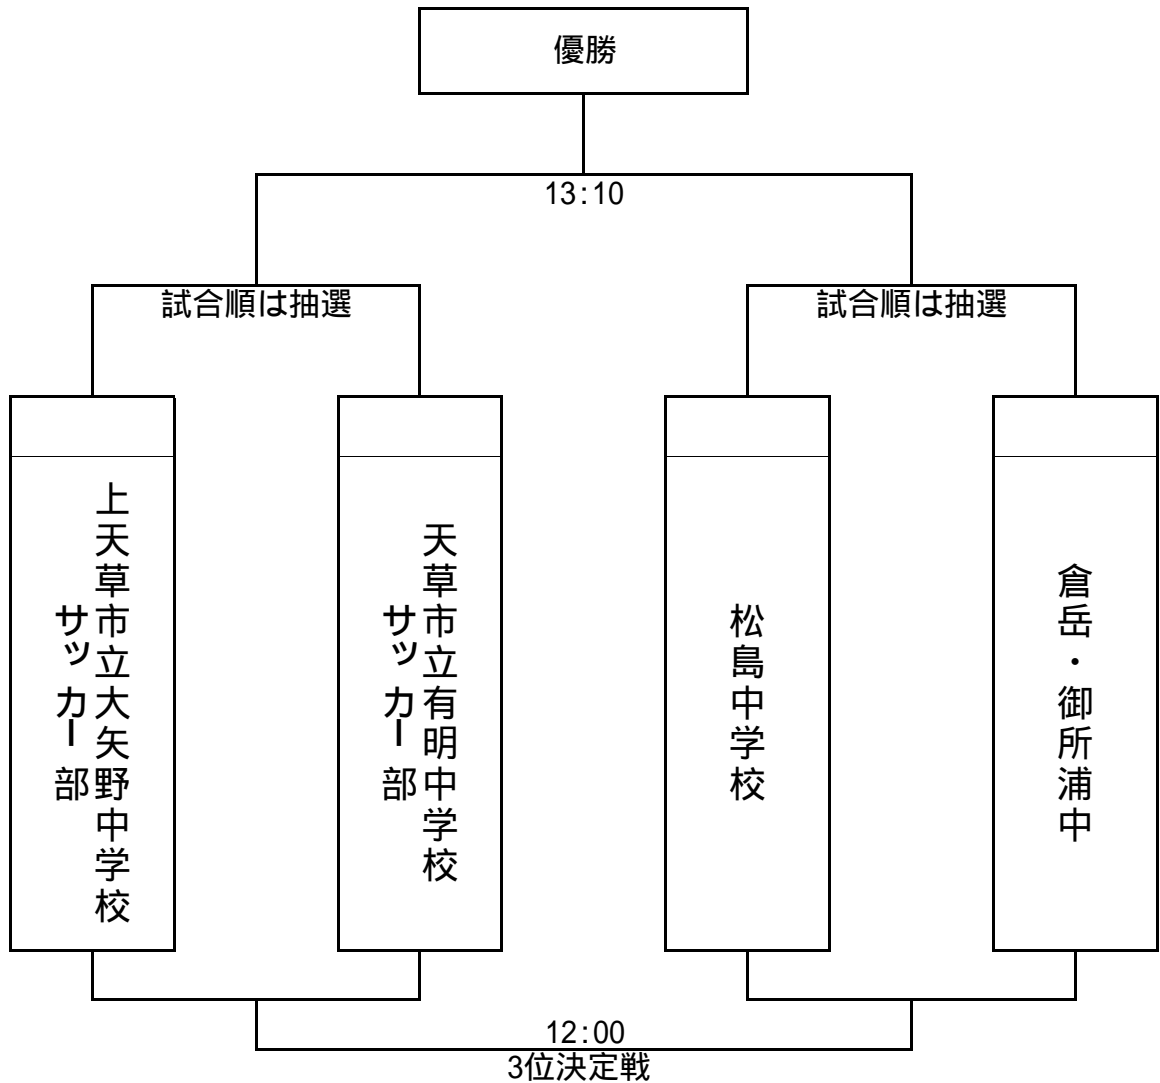 優勝
13:10
試合順は抽選
試合順は抽選
上天草市立大矢野中学校
サッカー部
天草市立有明中学校
サッカー部
松島中学校
倉岳・御所浦中
12:00
3位決定戦